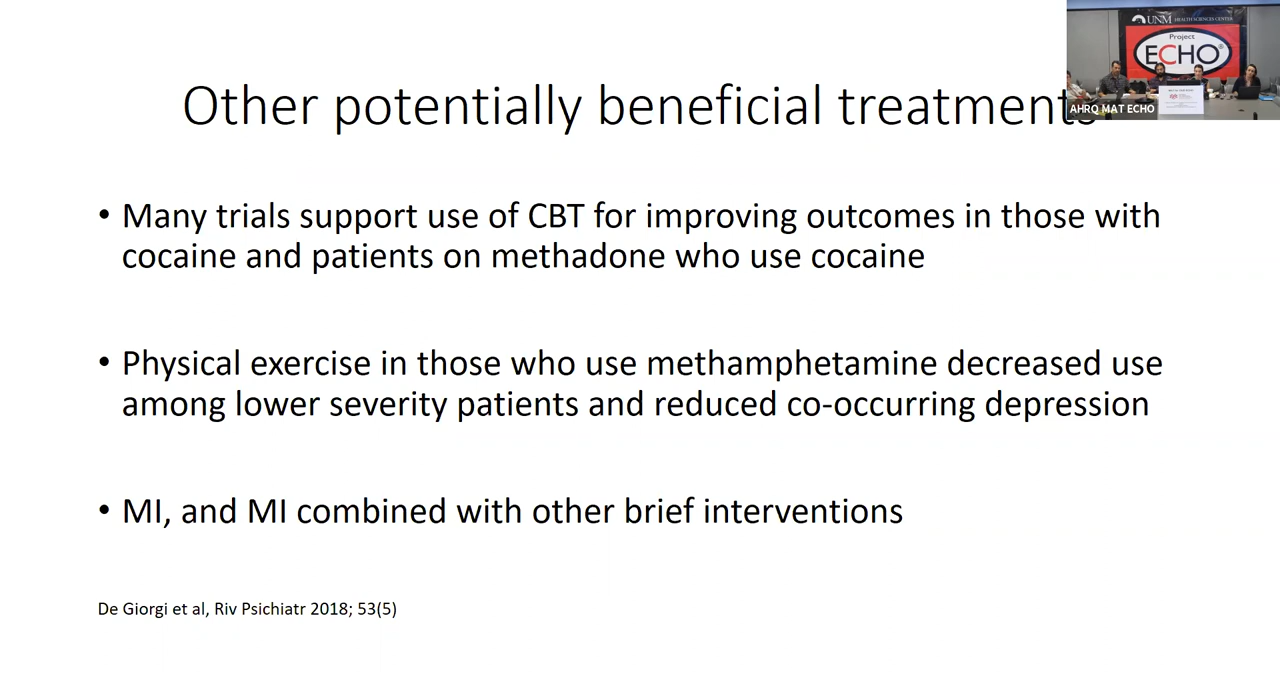 UNM HEALTH SCIENCES CENTER
Project
ECHO®
AHRQ MAT ECHO
Other potentially beneficial treatments
• Many trials support use of CBT for improving outcomes in those with
cocaine and patients on methadone who use cocaine
• Physical exercise in those who use methamphetamine decreased use
among lower severity patients and reduced co-occurring depression
• MI, and MI combined with other brief interventions
De Giorgi et al, Riv Psichiatr 2018; 53(5)